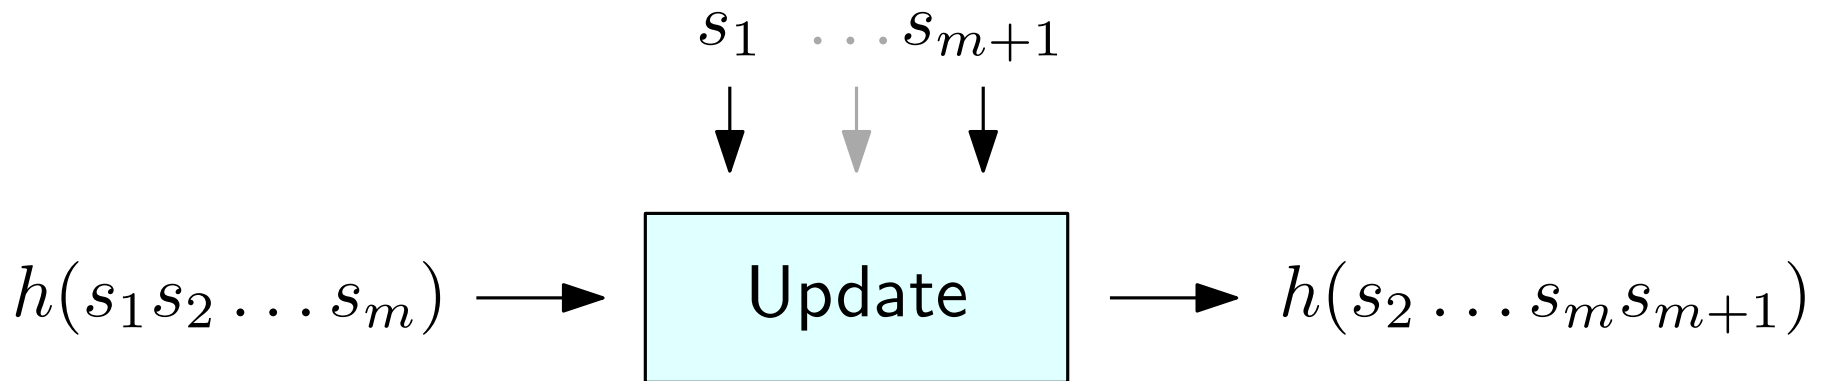 s₁ ... sₘ₊₁
h(s₁s₂...sₘ) Update h(s₂...sₘsₘ₊₁)